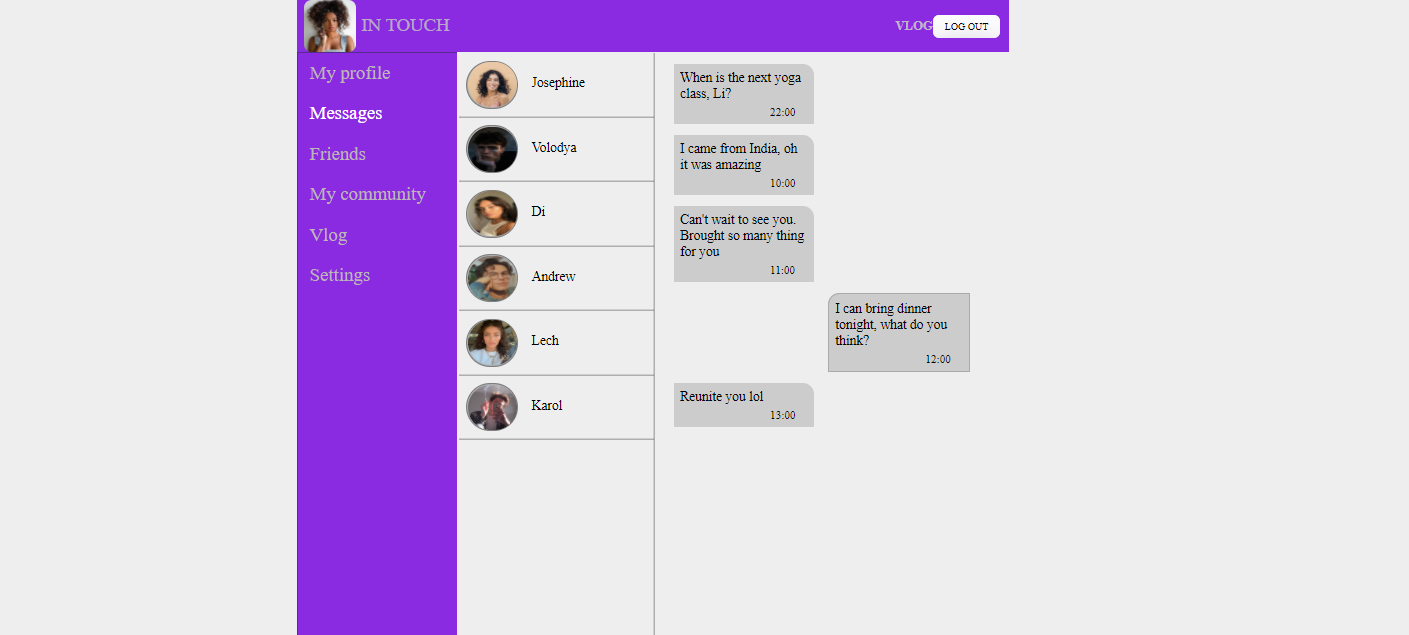 IN TOUCH
VLOG
LOG OUT
My profile
Messages
Friends
My community
Vlog
Settings
Josephine
Volodya
Di
Andrew
Lech
Karol
When is the next yoga
class, Li?
22:00
I came from India, oh
it was amazing
10:00
Can't wait to see you.
Brought so many thing
for you
11:00
I can bring dinner
tonight, what do you
think?
12:00
Reunite you lol
13:00